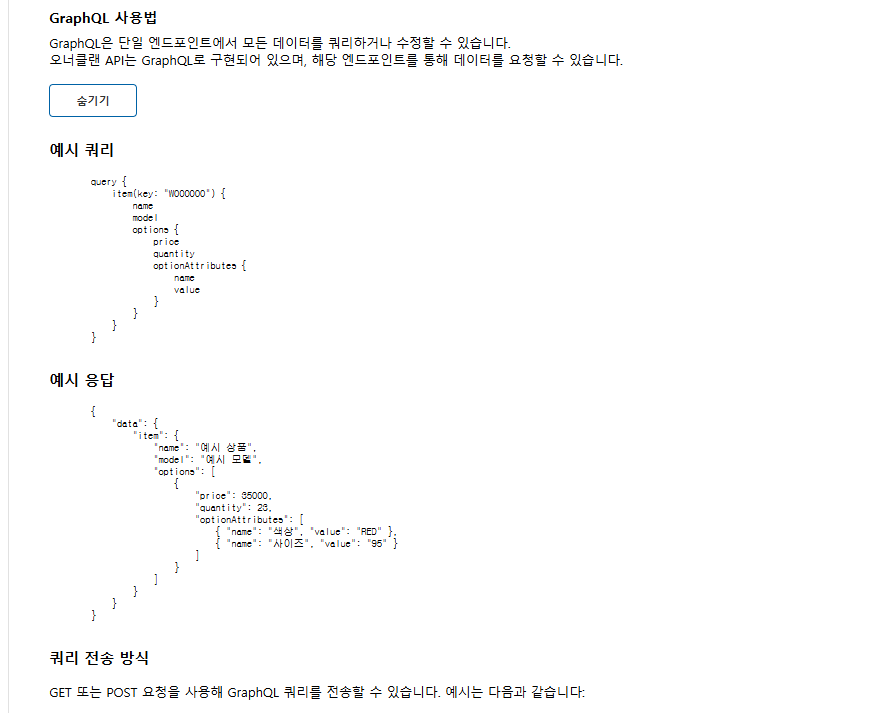 GraphQL 사용법
GraphQL은 단일 엔드포인트에서 모든 데이터를 쿼리하거나 수정할 수 있습니다.
오너클랜 API는 GraphQL로 구현되어 있으며, 해당 엔드포인트를 통해 데이터를 요청할 수 있습니다.
숨기기
예시 쿼리
query {
    item(key: "W000000") {
        name
        model
        options {
            price
            quantity
            optionAttributes {
                name
                value
            }
        }
    }
}
예시 응답
{
    "data": {
        "item": {
            "name": "예시 상품",
            "model": "예시 모델",
            "options": [
                {
                    "price": 35000,
                    "quantity": 23,
                    "optionAttributes": [
                        { "name": "색상", "value": "RED" },
                        { "name": "사이즈", "value": "95" }
                    ]
                }
            ]
        }
    }
}
쿼리 전송 방식
GET 또는 POST 요청을 사용해 GraphQL 쿼리를 전송할 수 있습니다. 예시는 다음과 같습니다: